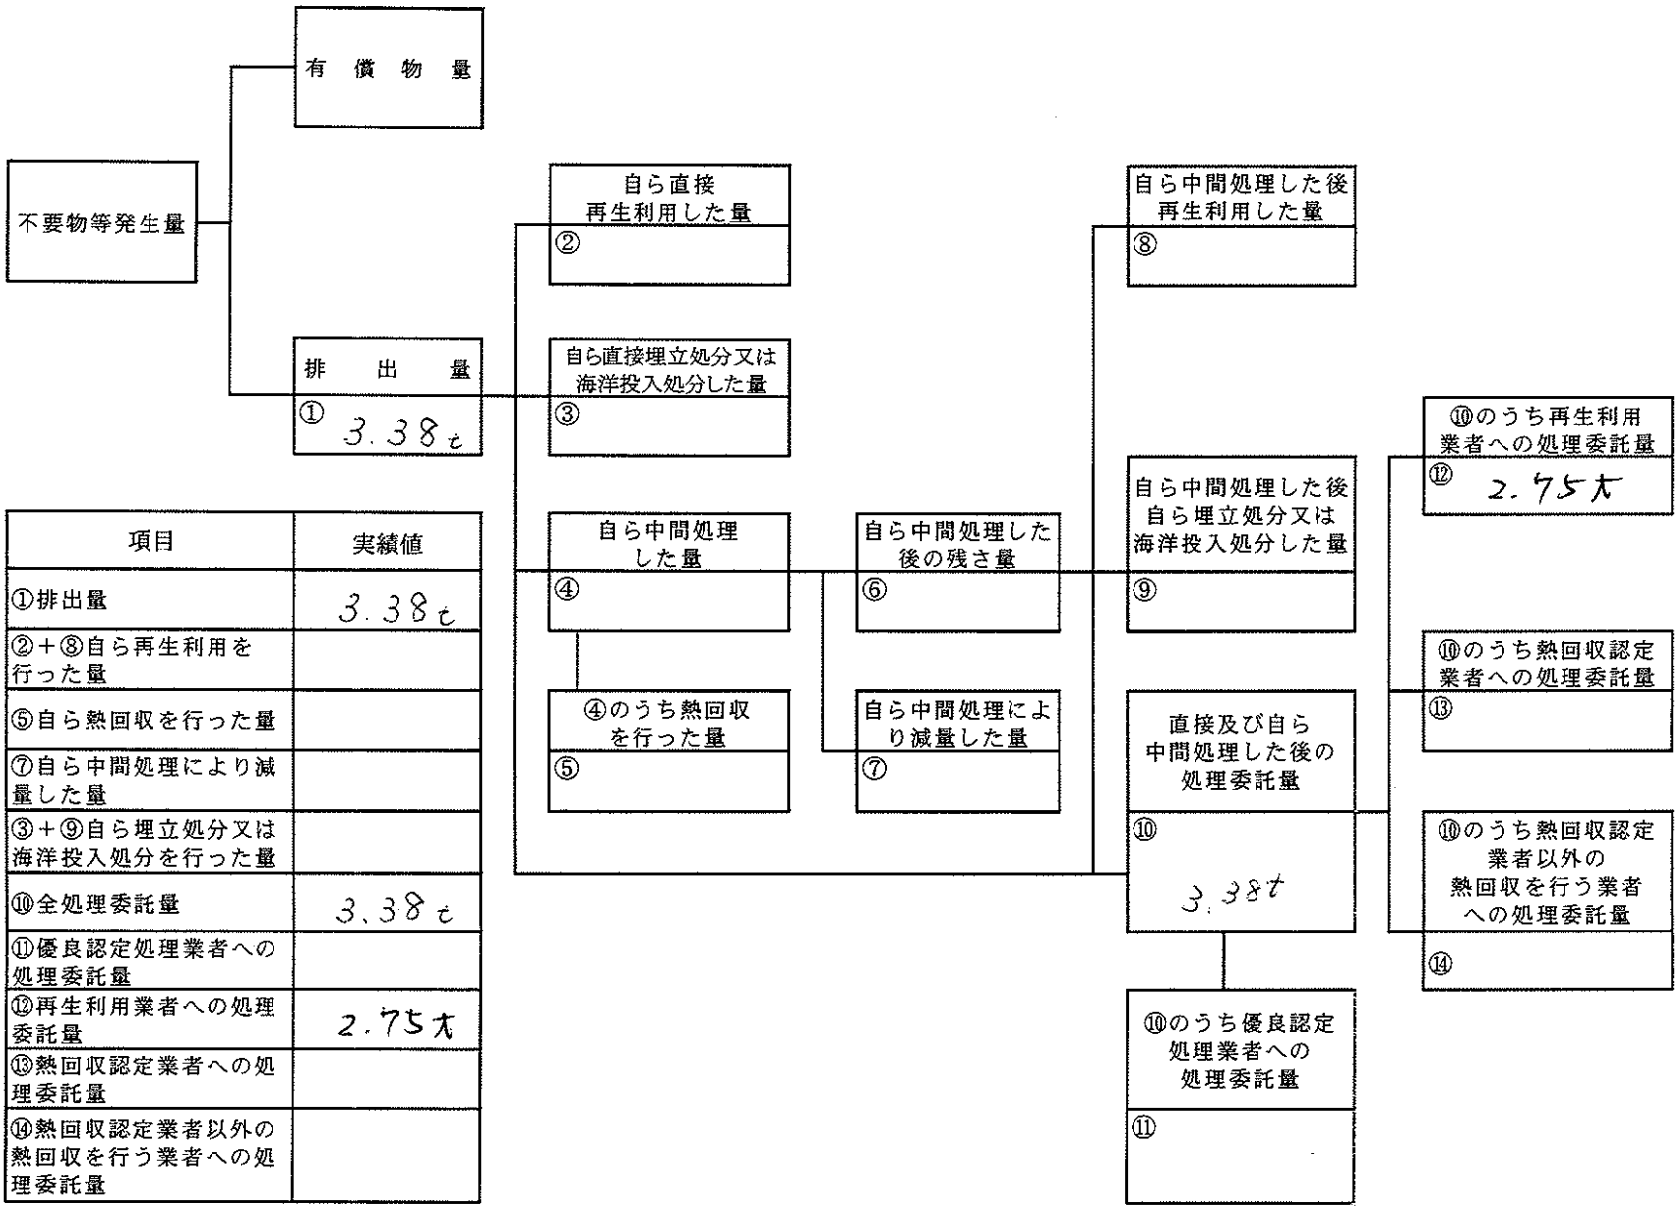 有償物量
不要物等発生量
排出量
① 3.38t
自ら直接
再生利用した量
②
自ら直接埋立処分又は
海洋投入処分した量
③
自ら中間処理
した量
④
④のうち熱回収
を行った量
⑤
自ら中間処理した
後の残さ量
⑥
自ら中間処理によ
り減量した量
⑦
自ら中間処理した後
再生利用した量
⑧
自ら中間処理した後
自ら埋立処分又は
海洋投入処分した量
⑨
直接及び自ら
中間処理した後の
処理委託量
⑩
3.38t
⑩のうち優良認定
処理業者への
処理委託量
⑪
⑩のうち再生利用
業者への処理委託量
⑫ 2.75t
⑩のうち熱回収認定
業者への処理委託量
⑬
⑩のうち熱回収認定
業者以外の
熱回収を行う業者
への処理委託量
⑭
項目 実績値
①排出量 3.38t
②+⑧自ら再生利用を
行った量
⑤自ら熱回収を行った量
⑦自ら中間処理により減
量した量
③+⑨自ら埋立処分又は
海洋投入処分を行った量
⑩全処理委託量 3.38t
⑪優良認定処理業者への
処理委託量
⑫再生利用業者への処理
委託量 2.75t
⑬熱回収認定業者への処
理委託量
⑭熱回収認定業者以外の
熱回収を行う業者への処
理委託量